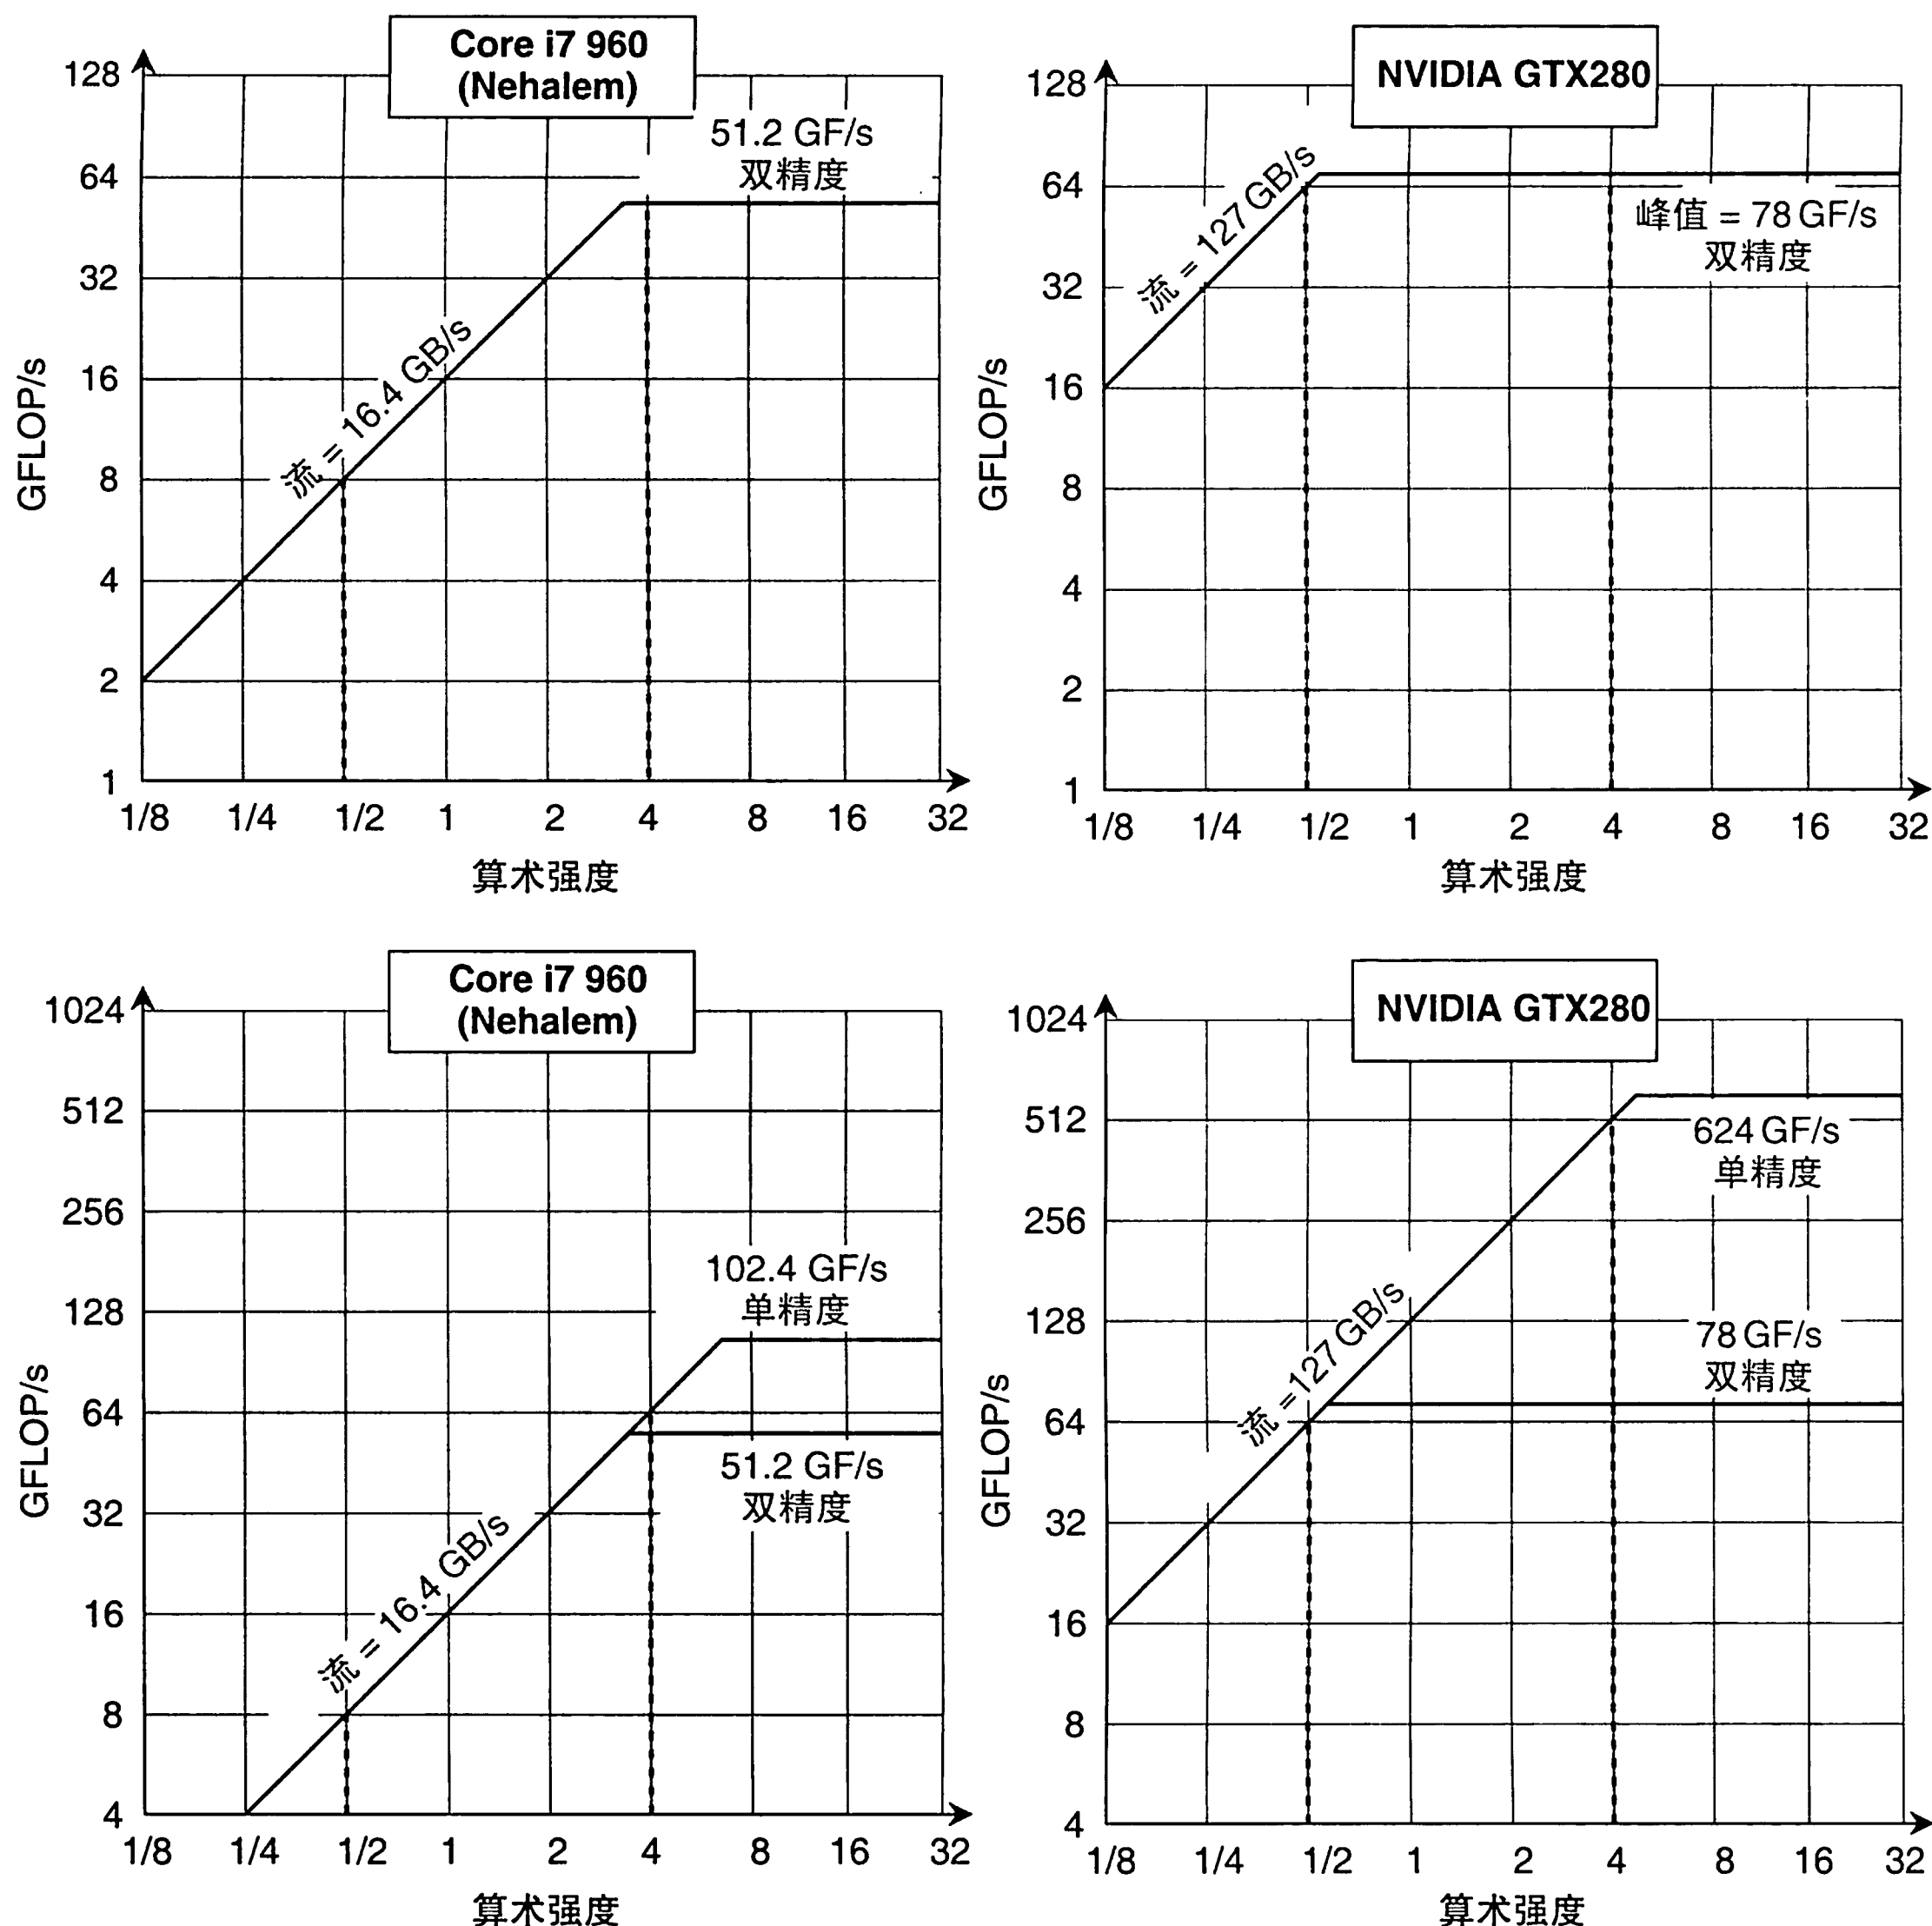 Core i7 960
(Nehalem)
128
64
32
16
8
4
2
1
GFLOP/s
51.2 GF/s
双精度
流 = 16.4 GB/s
1/8 1/4 1/2 1 2 4 8 16 32
算术强度
NVIDIA GTX280
128
64
32
16
8
4
2
1
GFLOP/s
流 = 127 GB/s
峰值 = 78 GF/s
双精度
1/8 1/4 1/2 1 2 4 8 16 32
算术强度
Core i7 960
(Nehalem)
1024
512
256
128
64
32
16
8
4
GFLOP/s
102.4 GF/s
单精度
51.2 GF/s
双精度
流 = 16.4 GB/s
1/8 1/4 1/2 1 2 4 8 16 32
算术强度
NVIDIA GTX280
1024
512
256
128
64
32
16
8
4
GFLOP/s
624 GF/s
单精度
78 GF/s
双精度
流 =127 GB/s
1/8 1/4 1/2 1 2 4 8 16 32
算术强度